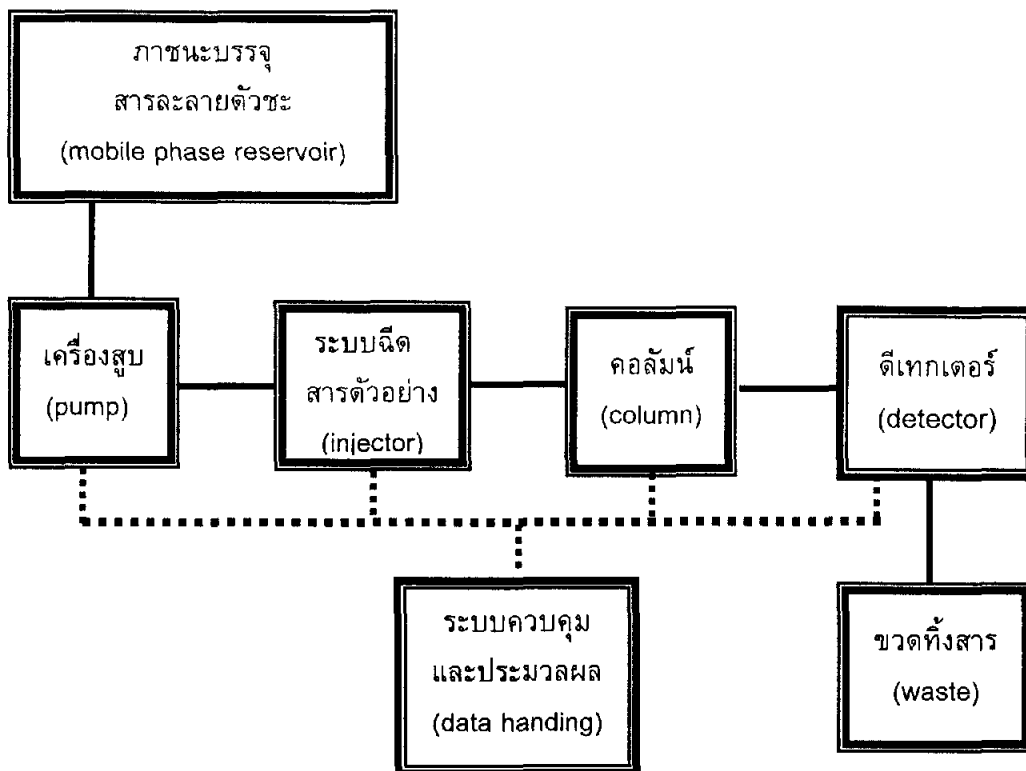 ภาชนะบรรจุ
สารละลายตัวชะ
(mobile phase reservoir)
เครื่องสูบ
(pump)
ระบบฉีด
สารตัวอย่าง
(injector)
คอลัมน์
(column)
ดีเทกเตอร์
(detector)
ระบบควบคุม
และประมวลผล
(data handing)
ขวดทิ้งสาร
(waste)